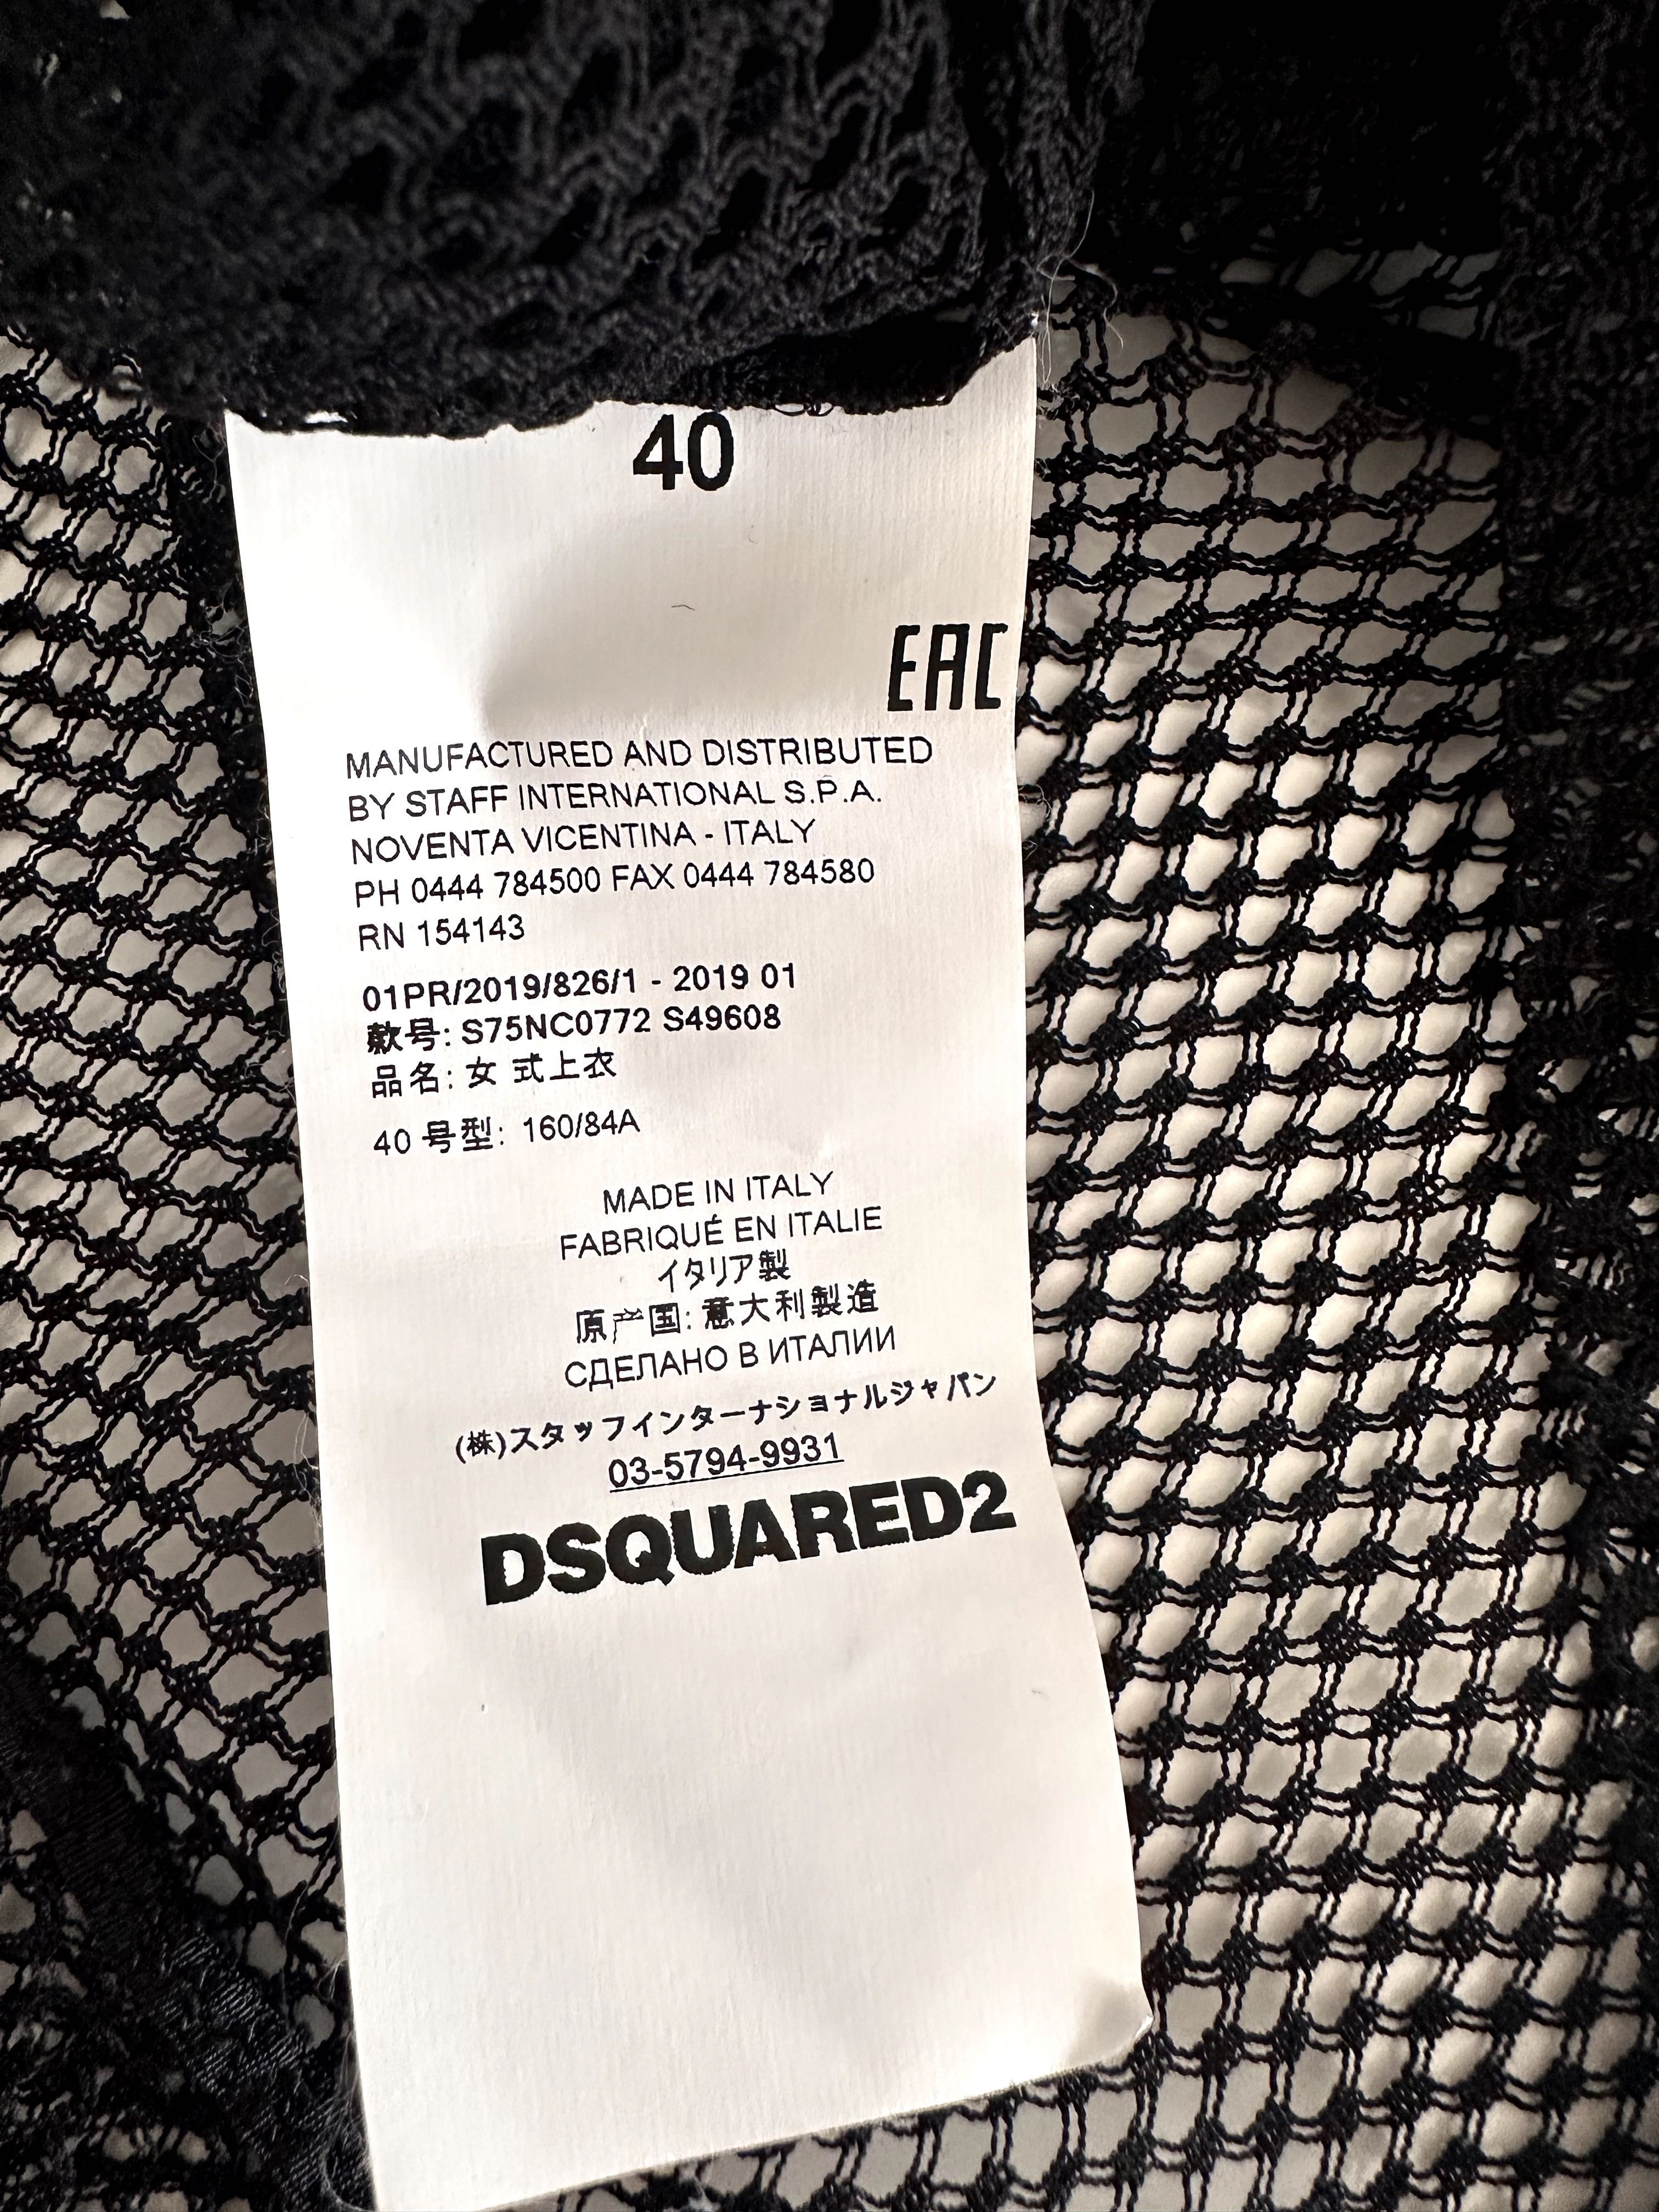 40
EAC
MANUFACTURED AND DISTRIBUTED
BY STAFF INTERNATIONAL S.P.A.
NOVENTA VICENTINA - ITALY
PH 0444 784500 FAX 0444 784580
RN 154143
01PR/2019/826/1 - 2019 01
款号: S75NC0772 S49608
品名: 女 式上衣
40 号型: 160/84A
MADE IN ITALY
FABRIQUÉ EN ITALIE
イタリア製
原产国: 意大利製造
СДЕЛАНО В ИТАЛИИ
(株)スタッフインターナショナルジャパン
03-5794-9931
DSQUARED2